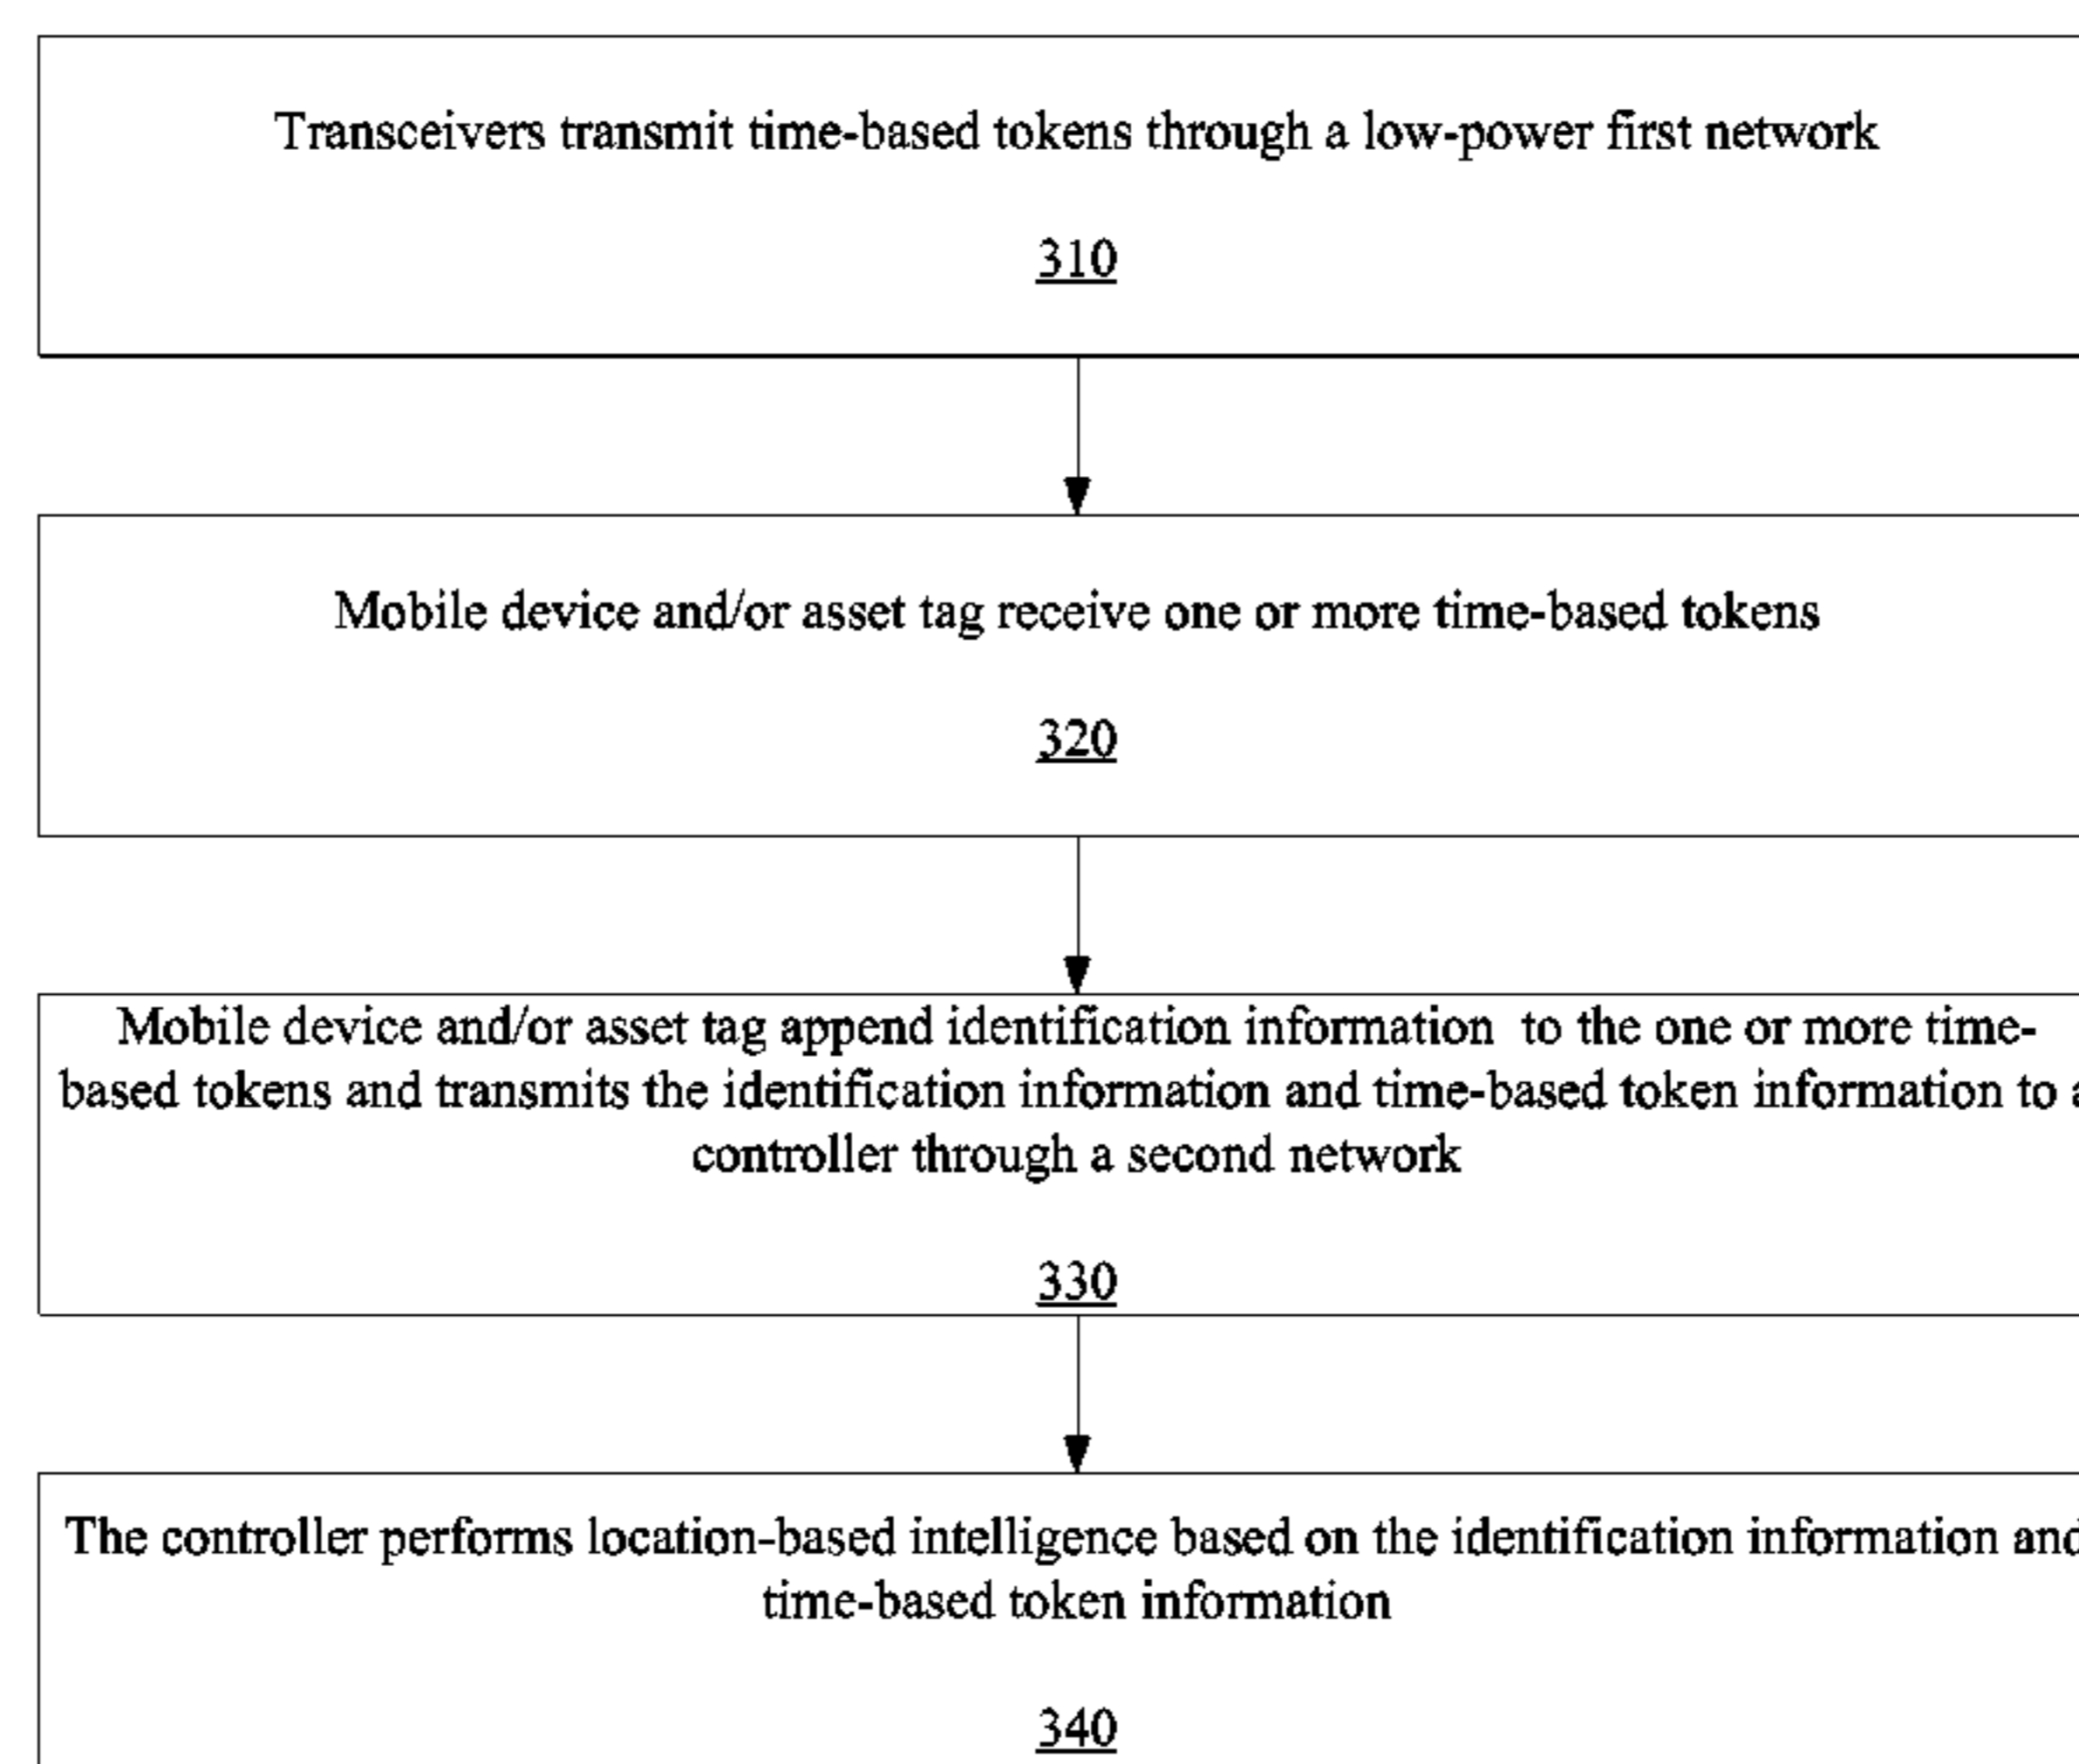 Transceivers transmit time-based tokens through a low-power first network
310
Mobile device and/or asset tag receive one or more time-based tokens
320
Mobile device and/or asset tag append identification information to the one or more time-
based tokens and transmits the identification information and time-based token information to a
controller through a second network
330
The controller performs location-based intelligence based on the identification information and
time-based token information
340